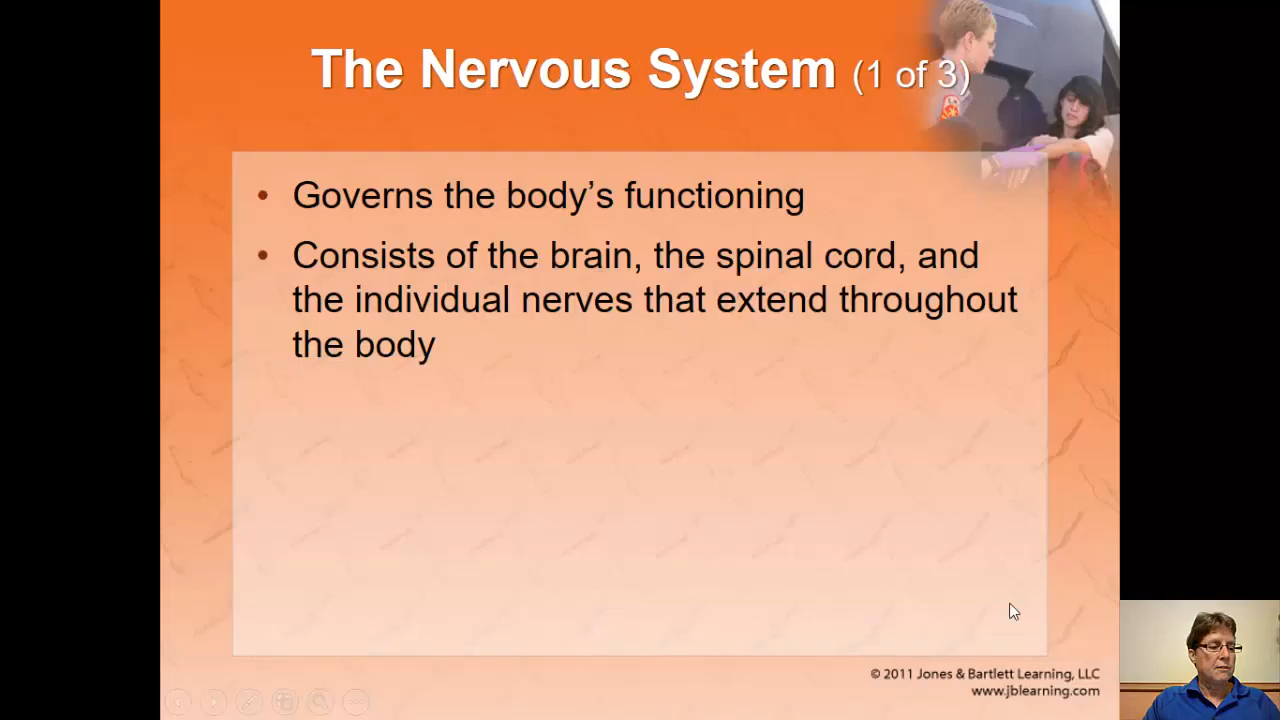 The Nervous System (1 of 3)
• Governs the body’s functioning
• Consists of the brain, the spinal cord, and
the individual nerves that extend throughout
the body
© 2011 Jones & Bartlett Learning, LLC
www.jblearning.com